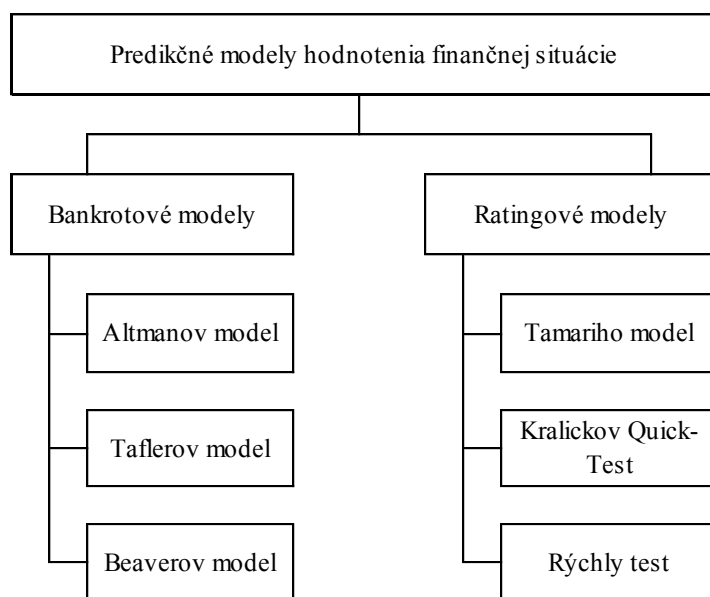 Predikčné modely hodnotenia finančnej situácie
Bankrotové modely
Altmanov model
Taflerov model
Beaverov model
Ratingové modely
Tamariho model
Kralickov Quick-
Test
Rýchly test